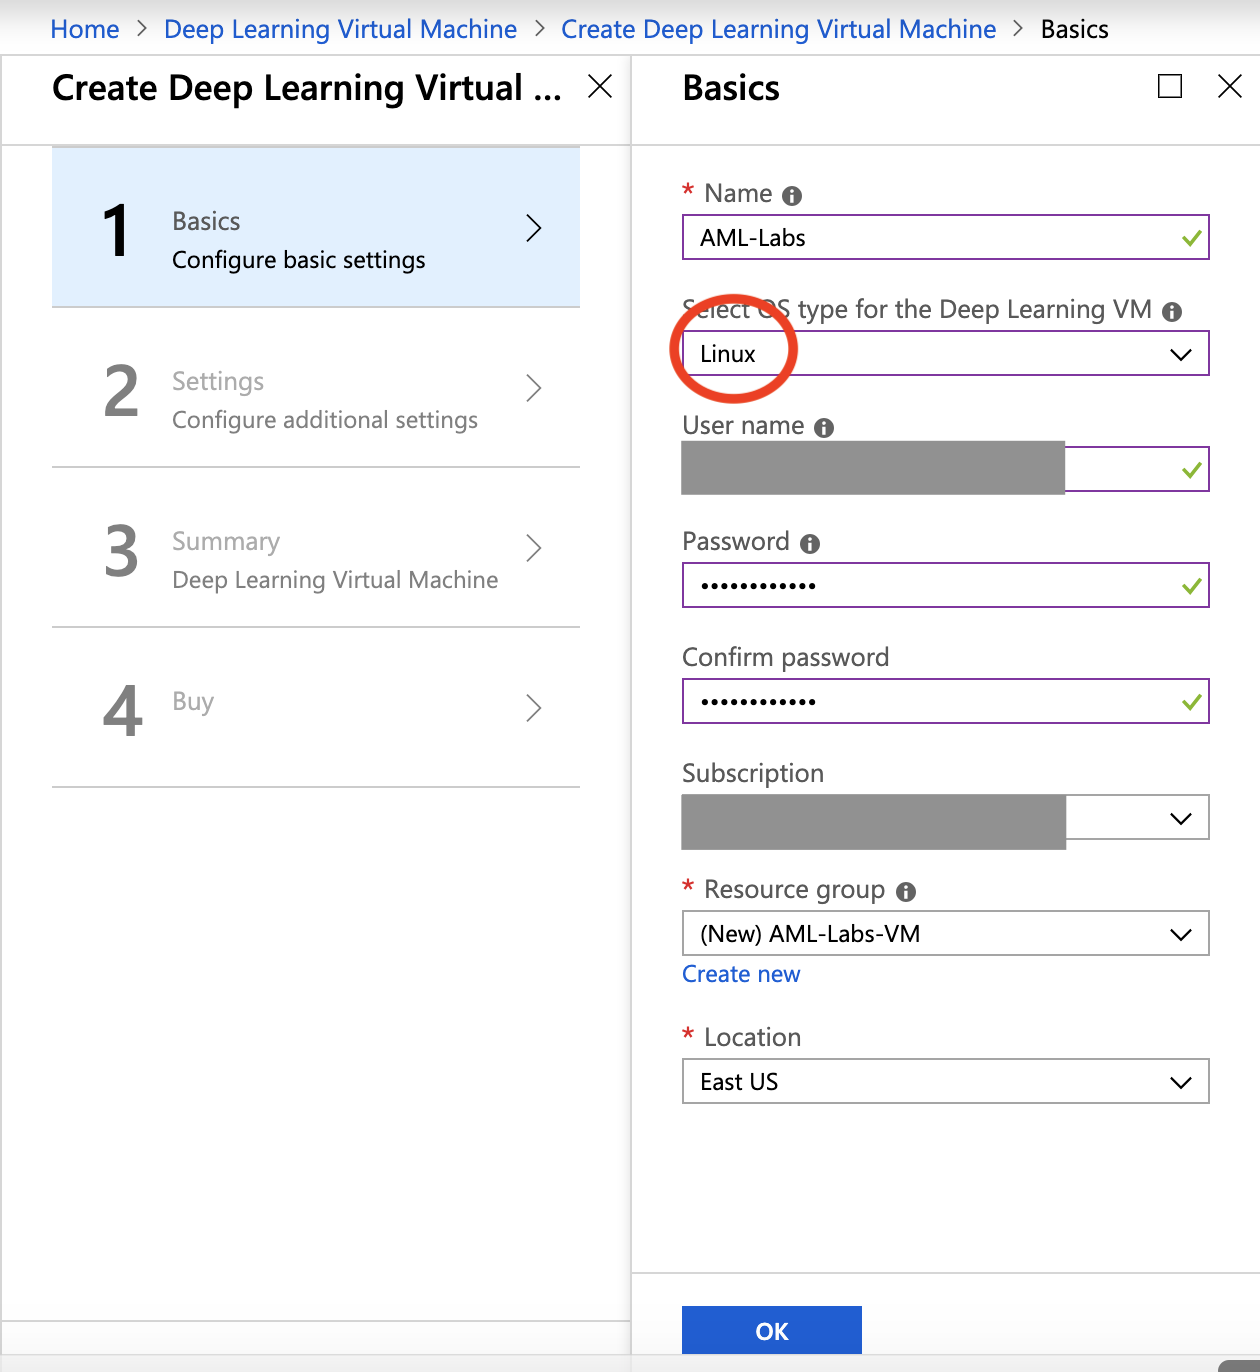 Home > Deep Learning Virtual Machine > Create Deep Learning Virtual Machine > Basics
Create Deep Learning Virtual ...
1
Basics
Configure basic settings
2
Settings
Configure additional settings
3
Summary
Deep Learning Virtual Machine
4
Buy
Basics
* Name
AML-Labs
Select OS type for the Deep Learning VM
Linux
User name
Password
••••••••••••
Confirm password
••••••••••••
Subscription
* Resource group
(New) AML-Labs-VM
Create new
* Location
East US
OK